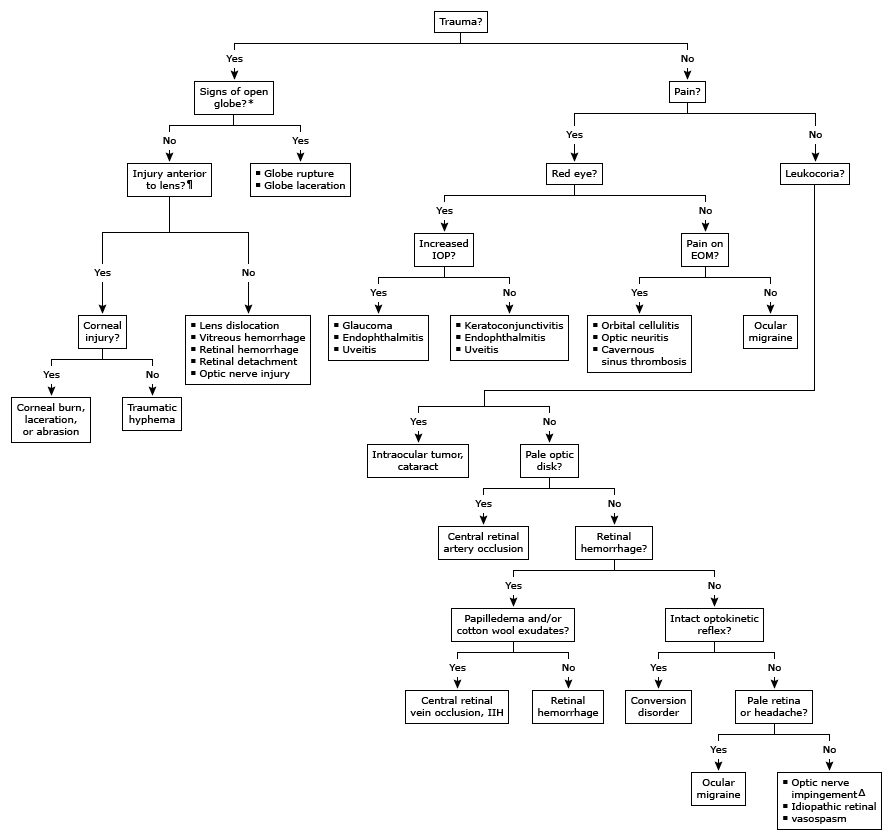 Trauma?
Yes
No
Signs of open
globe?*
Pain?
No
Yes
Yes
No
Injury anterior
to lens?¶
▪ Globe rupture
▪ Globe laceration
Red eye?
Leukocoria?
Yes
No
Increased
IOP?
Pain on
EOM?
Yes
No
Yes
No
Yes
No
Corneal
injury?
▪ Lens dislocation
▪ Vitreous hemorrhage
▪ Retinal hemorrhage
▪ Retinal detachment
▪ Optic nerve injury
▪ Glaucoma
▪ Endophthalmitis
▪ Uveitis
▪ Keratoconjunctivitis
▪ Endophthalmitis
▪ Uveitis
▪ Orbital cellulitis
▪ Optic neuritis
▪ Cavernous
sinus thrombosis
Ocular
migraine
Yes
No
Corneal burn,
laceration,
or abrasion
Traumatic
hyphema
Yes
No
Intraocular tumor,
cataract
Pale optic
disk?
Yes
No
Central retinal
artery occlusion
Retinal
hemorrhage?
Yes
No
Papilledema and/or
cotton wool exudates?
Intact optokinetic
reflex?
Yes
No
Yes
No
Central retinal
vein occlusion, IIH
Retinal
hemorrhage
Conversion
disorder
Pale retina
or headache?
Yes
No
Ocular
migraine
▪ Optic nerve
impingementΔ
▪ Idiopathic retinal
▪ vasospasm